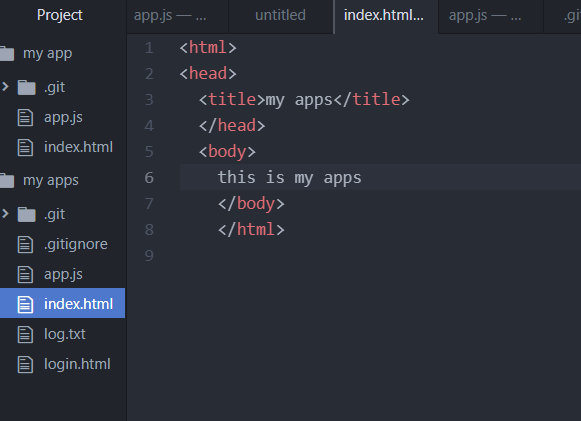 Project
my app
.git
app.js
index.html
my apps
.git
.gitignore
app.js
index.html
log.txt
login.html
app.js — ... untitled index.html... app.js — ... .gi
1 <html>
2 <head>
3 <title>my apps</title>
4 </head>
5 <body>
6 this is my apps
7 </body>
8 </html>
9